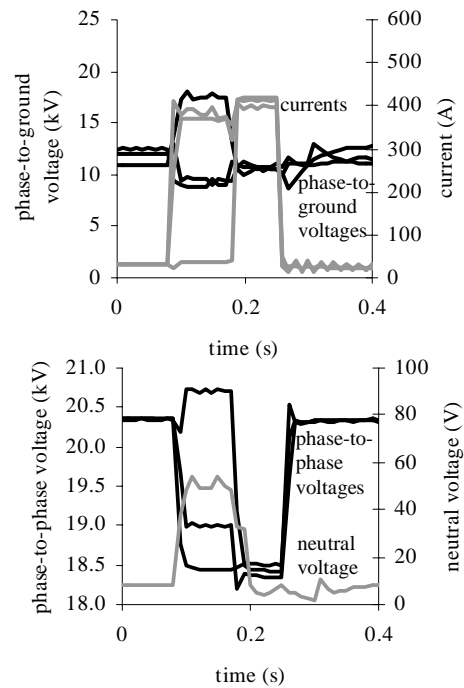 phase-to-ground
voltage (kV)
25
20
15
10
5
0
600
500
400
300
200
100
0
current (A)
currents
phase-to-
ground
voltages
0
0.2
0.4
time (s)
phase-to-phase voltage (kV)
21.0
20.5
20.0
19.5
19.0
18.5
18.0
100
80
60
40
20
0
neutral voltage (V)
phase-to-
phase
voltages
neutral
voltage
0
0.2
0.4
time (s)